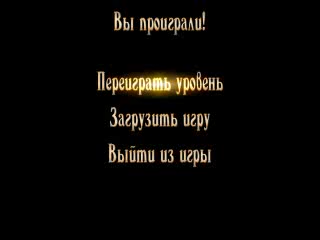 Вы проиграли!
Переиграть уровень
Загрузить игру
Выйти из игры